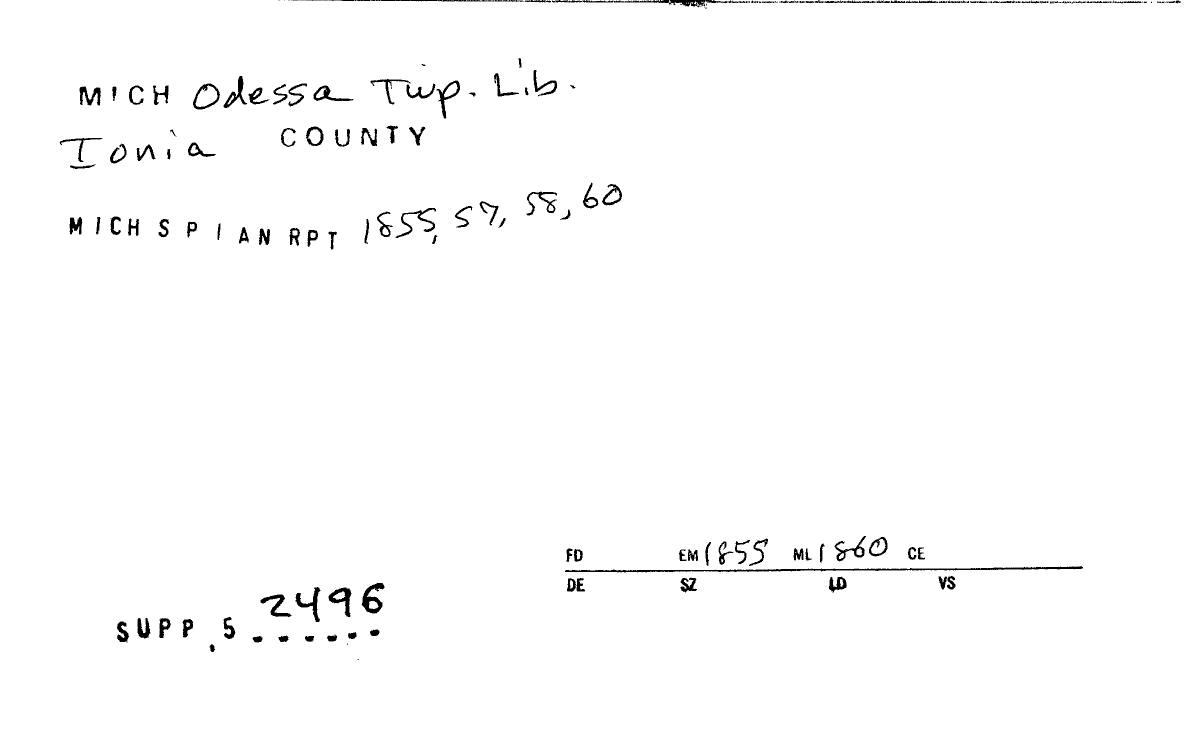 MICH Odessa Twp. Lib.
Ionia COUNTY
MICH S P I AN RPT 1855, 57, 58, 60
FD EM 1855 ML 1860 CE
DE SZ LD VS
SUPP.5 2496